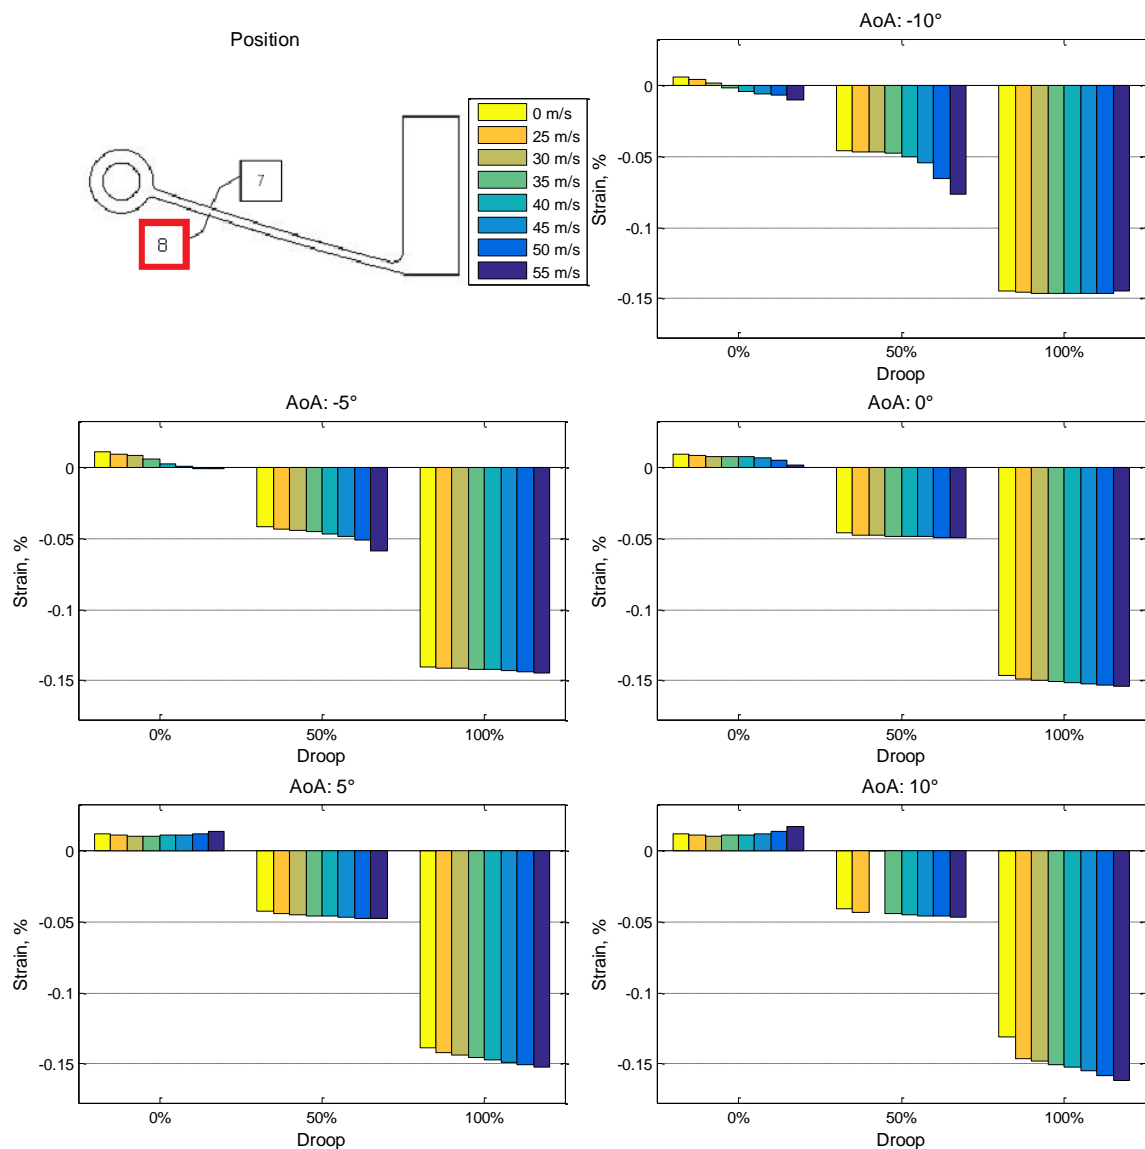 Position
7
8
0 m/s
25 m/s
30 m/s
35 m/s
40 m/s
45 m/s
50 m/s
55 m/s
AoA: -10°
0
-0.05
-0.1
-0.15
Strain, %
0%
50%
100%
Droop
AoA: -5°
0
-0.05
-0.1
-0.15
Strain, %
0%
50%
100%
Droop
AoA: 0°
0
-0.05
-0.1
-0.15
Strain, %
0%
50%
100%
Droop
AoA: 5°
0
-0.05
-0.1
-0.15
Strain, %
0%
50%
100%
Droop
AoA: 10°
0
-0.05
-0.1
-0.15
Strain, %
0%
50%
100%
Droop